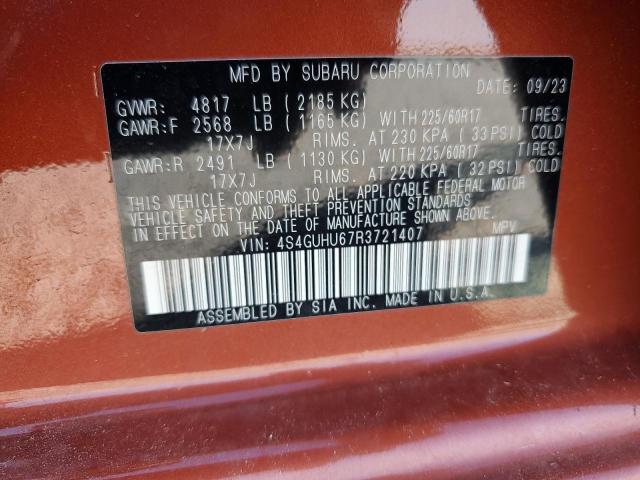 MFD BY SUBARU CORPORATION
DATE: 09/23
GVWR: 4817 LB (2185 KG)
GAWR:F 2568 LB (1165 KG) WITH 225/60R17 TIRES.
17X7J RIMS. AT 230 KPA (33 PSI) COLD
GAWR:R 2491 LB (1130 KG) WITH 225/60R17 TIRES.
17X7J RIMS. AT 220 KPA (32 PSI) COLD
THIS VEHICLE CONFORMS TO ALL APPLICABLE FEDERAL MOTOR
VEHICLE SAFETY AND THEFT PREVENTION STANDARDS
IN EFFECT ON THE DATE OF MANUFACTURE SHOWN ABOVE.
VIN: 4S4GUHU67R3721407 MPV
ASSEMBLED BY SIA INC. MADE IN U.S.A.